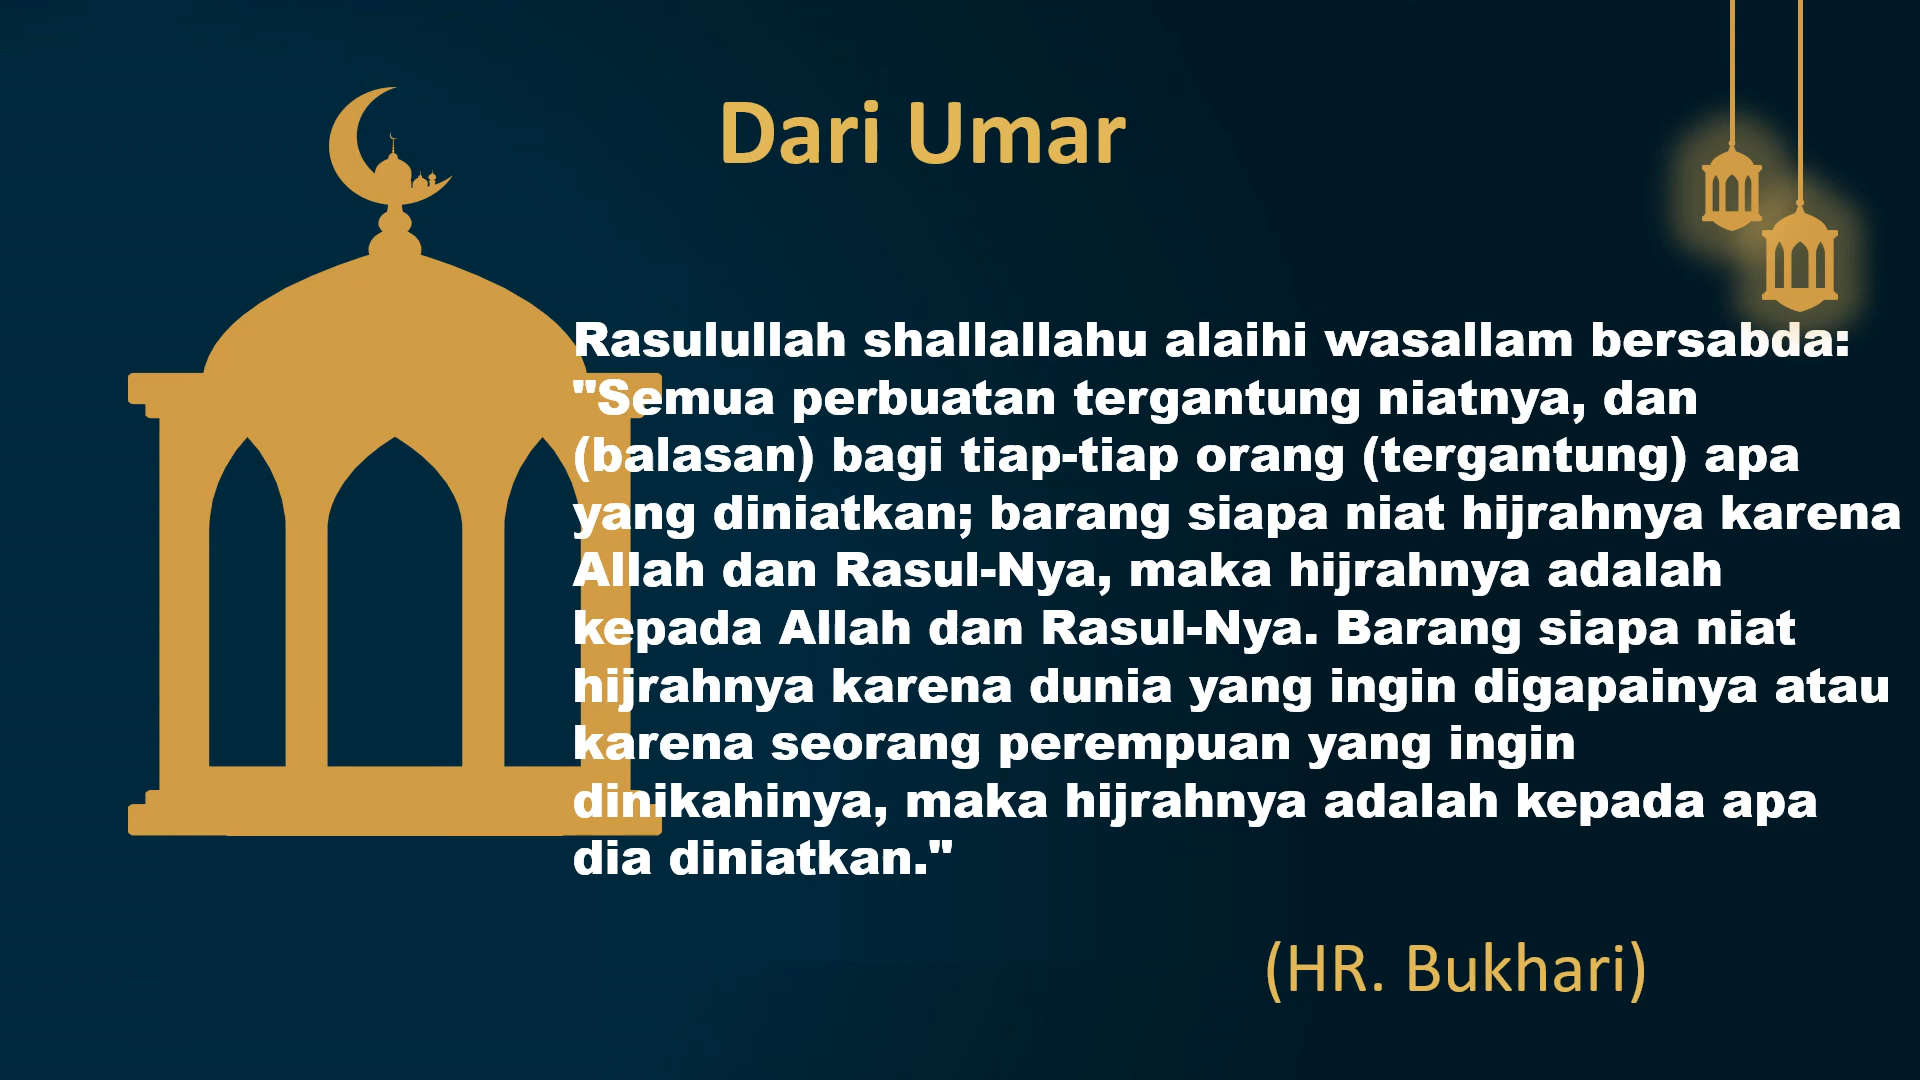 Dari Umar
Rasulullah shallallahu alaihi wasallam bersabda:
"Semua perbuatan tergantung niatnya, dan
(balasan) bagi tiap-tiap orang (tergantung) apa
yang diniatkan; barang siapa niat hijrahnya karena
Allah dan Rasul-Nya, maka hijrahnya adalah
kepada Allah dan Rasul-Nya. Barang siapa niat
hijrahnya karena dunia yang ingin digapainya atau
karena seorang perempuan yang ingin
dinikahinya, maka hijrahnya adalah kepada apa
dia diniatkan."
(HR. Bukhari)